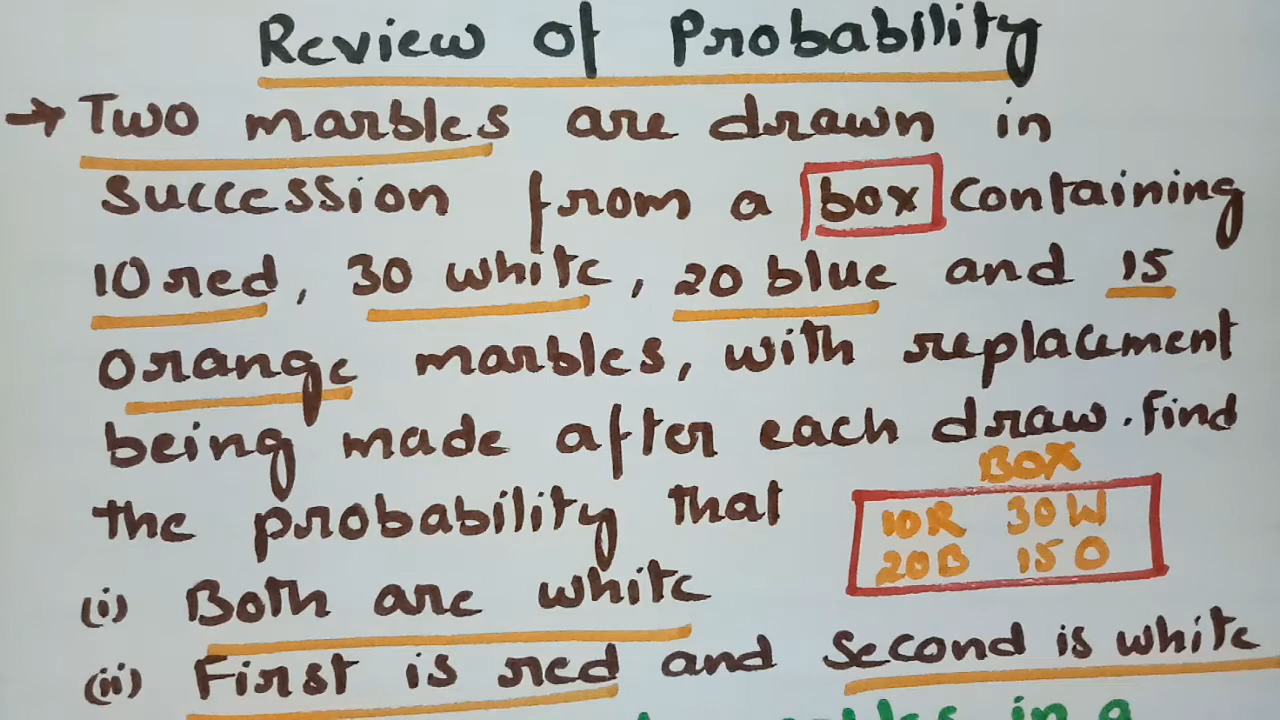 Review of Probability
→ Two marbles are drawn in
succession from a box containing
10 red, 30 white, 20 blue and 15
orange marbles, with replacement
being made after each draw. Find
the probability that
BOX
10R 30W
20B 15O
(i) Both are white
(ii) First is red and Second is white
in a